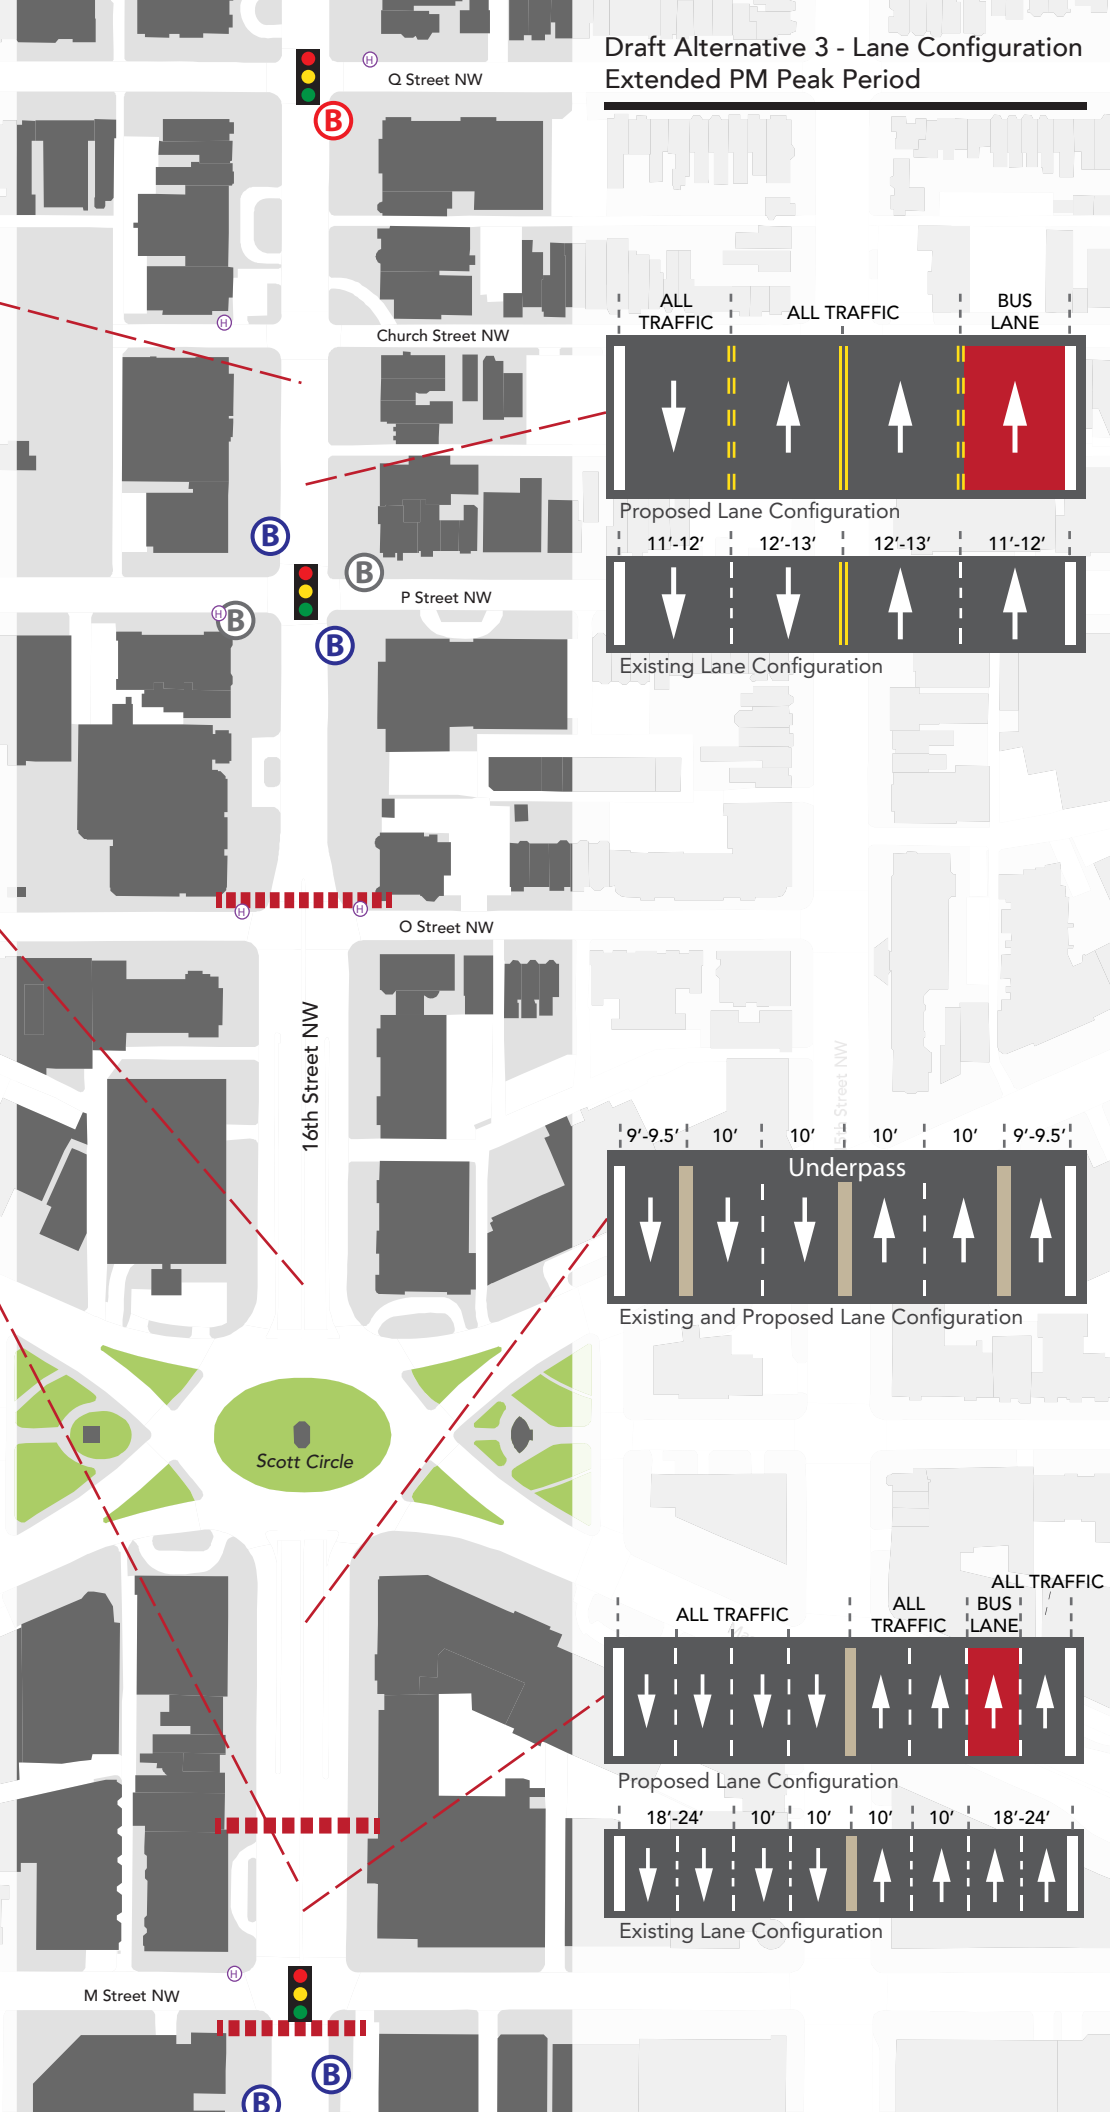 Draft Alternative 3 - Lane Configuration
Extended PM Peak Period
H
Q Street NW
B
ALL TRAFFIC
ALL TRAFFIC
BUS LANE
H
Church Street NW
Proposed Lane Configuration
11'-12' 12'-13' 12'-13' 11'-12'
B
B
P Street NW
H
B
B
Existing Lane Configuration
H
H
O Street NW
16th Street NW
15th Street NW
9'-9.5' 10' 10' 10' 10' 9'-9.5'
Underpass
Existing and Proposed Lane Configuration
Scott Circle
ALL TRAFFIC
ALL TRAFFIC
BUS LANE
ALL TRAFFIC
Proposed Lane Configuration
18'-24' 10' 10' 10' 10' 18'-24'
Existing Lane Configuration
H
M Street NW
B
B